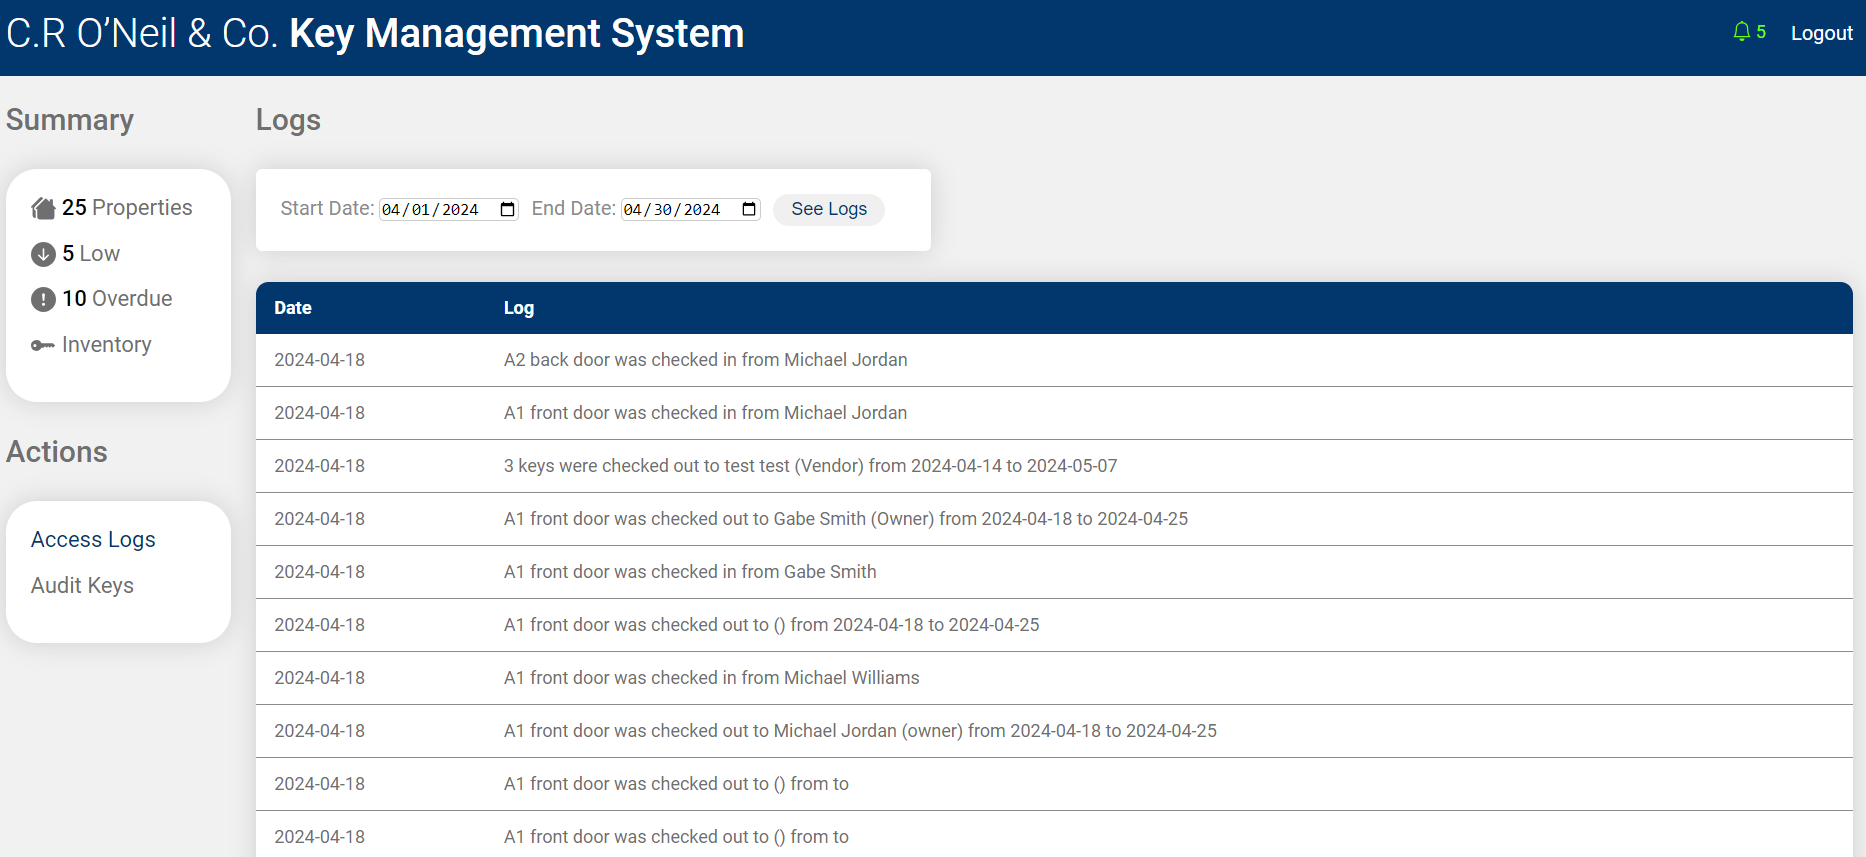 C.R O’Neil & Co. Key Management System
5 Logout
Summary
25 Properties
5 Low
10 Overdue
Inventory
Actions
Access Logs
Audit Keys
Logs
Start Date: 04/01/2024 End Date: 04/30/2024 See Logs
Date Log
2024-04-18 A2 back door was checked in from Michael Jordan
2024-04-18 A1 front door was checked in from Michael Jordan
2024-04-18 3 keys were checked out to test test (Vendor) from 2024-04-14 to 2024-05-07
2024-04-18 A1 front door was checked out to Gabe Smith (Owner) from 2024-04-18 to 2024-04-25
2024-04-18 A1 front door was checked in from Gabe Smith
2024-04-18 A1 front door was checked out to () from 2024-04-18 to 2024-04-25
2024-04-18 A1 front door was checked in from Michael Williams
2024-04-18 A1 front door was checked out to Michael Jordan (owner) from 2024-04-18 to 2024-04-25
2024-04-18 A1 front door was checked out to () from to
2024-04-18 A1 front door was checked out to () from to